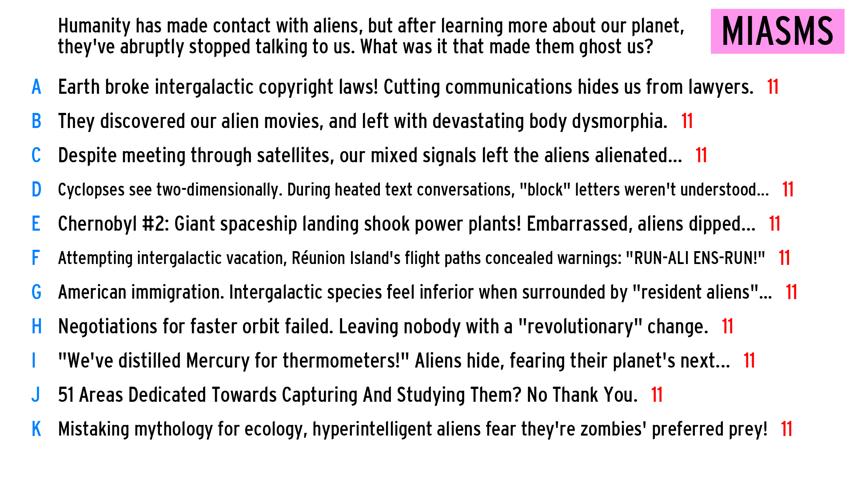 Humanity has made contact with aliens, but after learning more about our planet,
they've abruptly stopped talking to us. What was it that made them ghost us?
MIASMS
A Earth broke intergalactic copyright laws! Cutting communications hides us from lawyers. 11
B They discovered our alien movies, and left with devastating body dysmorphia. 11
C Despite meeting through satellites, our mixed signals left the aliens alienated... 11
D Cyclopses see two-dimensionally. During heated text conversations, "block" letters weren't understood... 11
E Chernobyl #2: Giant spaceship landing shook power plants! Embarrassed, aliens dipped... 11
F Attempting intergalactic vacation, Réunion Island's flight paths concealed warnings: "RUN-ALI ENS-RUN!" 11
G American immigration. Intergalactic species feel inferior when surrounded by "resident aliens"... 11
H Negotiations for faster orbit failed. Leaving nobody with a "revolutionary" change. 11
I "We've distilled Mercury for thermometers!" Aliens hide, fearing their planet's next... 11
J 51 Areas Dedicated Towards Capturing And Studying Them? No Thank You. 11
K Mistaking mythology for ecology, hyperintelligent aliens fear they're zombies' preferred prey! 11